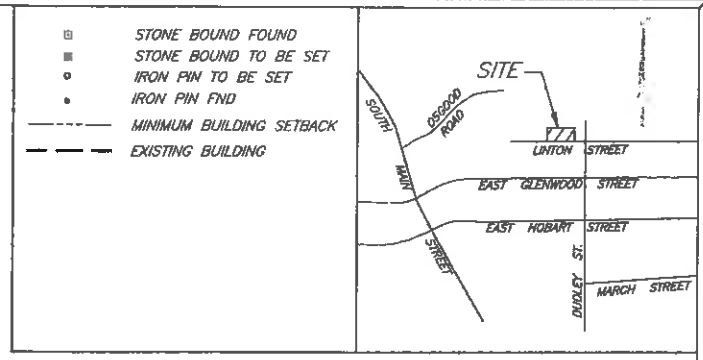 STONE BOUND FOUND
STONE BOUND TO BE SET
IRON PIN TO BE SET
IRON PIN FND
MINIMUM BUILDING SETBACK
EXISTING BUILDING
SITE
SOUTH MAIN STREET
OSGOOD ROAD
LINTON STREET
EAST GLENWOOD STREET
EAST HOBART STREET
DUDLEY ST.
MARCH STREET